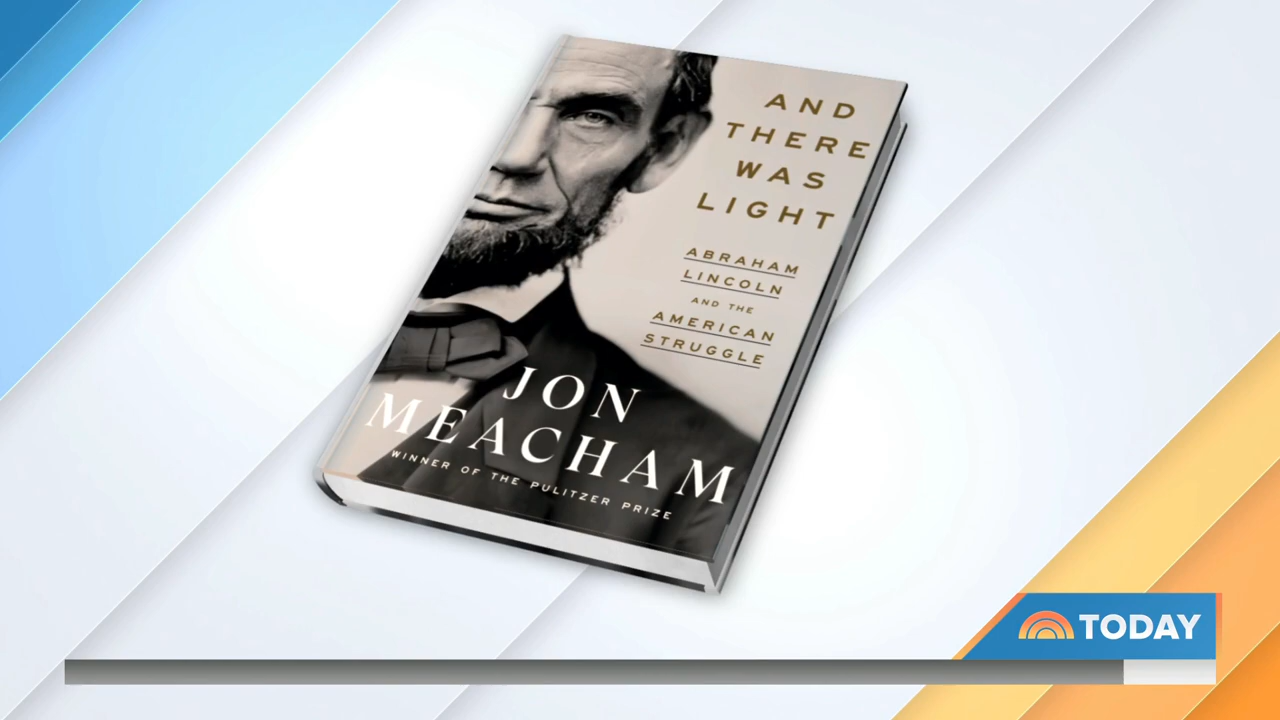 AND
THERE
WAS
LIGHT
ABRAHAM
LINCOLN
AND THE
AMERICAN
STRUGGLE
JON
MEACHAM
WINNER OF THE PULITZER PRIZE
TODAY